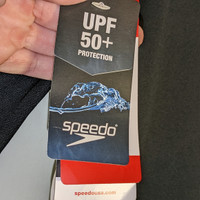 UPF
50+
PROTECTION
speedo
speedousa.com